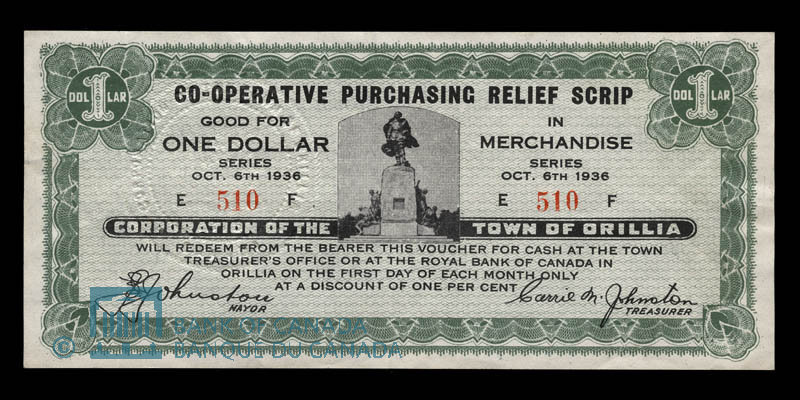 DOL 1 LAR
DOL 1 LAR
CO-OPERATIVE PURCHASING RELIEF SCRIP
GOOD FOR
ONE DOLLAR
SERIES
OCT. 6TH 1936
E 510 F
IN
MERCHANDISE
SERIES
OCT. 6TH 1936
E 510 F
CORPORATION OF THE TOWN OF ORILLIA
WILL REDEEM FROM THE BEARER THIS VOUCHER FOR CASH AT THE TOWN
TREASURER'S OFFICE OR AT THE ROYAL BANK OF CANADA IN
ORILLIA ON THE FIRST DAY OF EACH MONTH ONLY
AT A DISCOUNT OF ONE PER CENT
Johnston
MAYOR
Carrie M. Johnston
TREASURER
© BANK OF CANADA
BANQUE DU CANADA